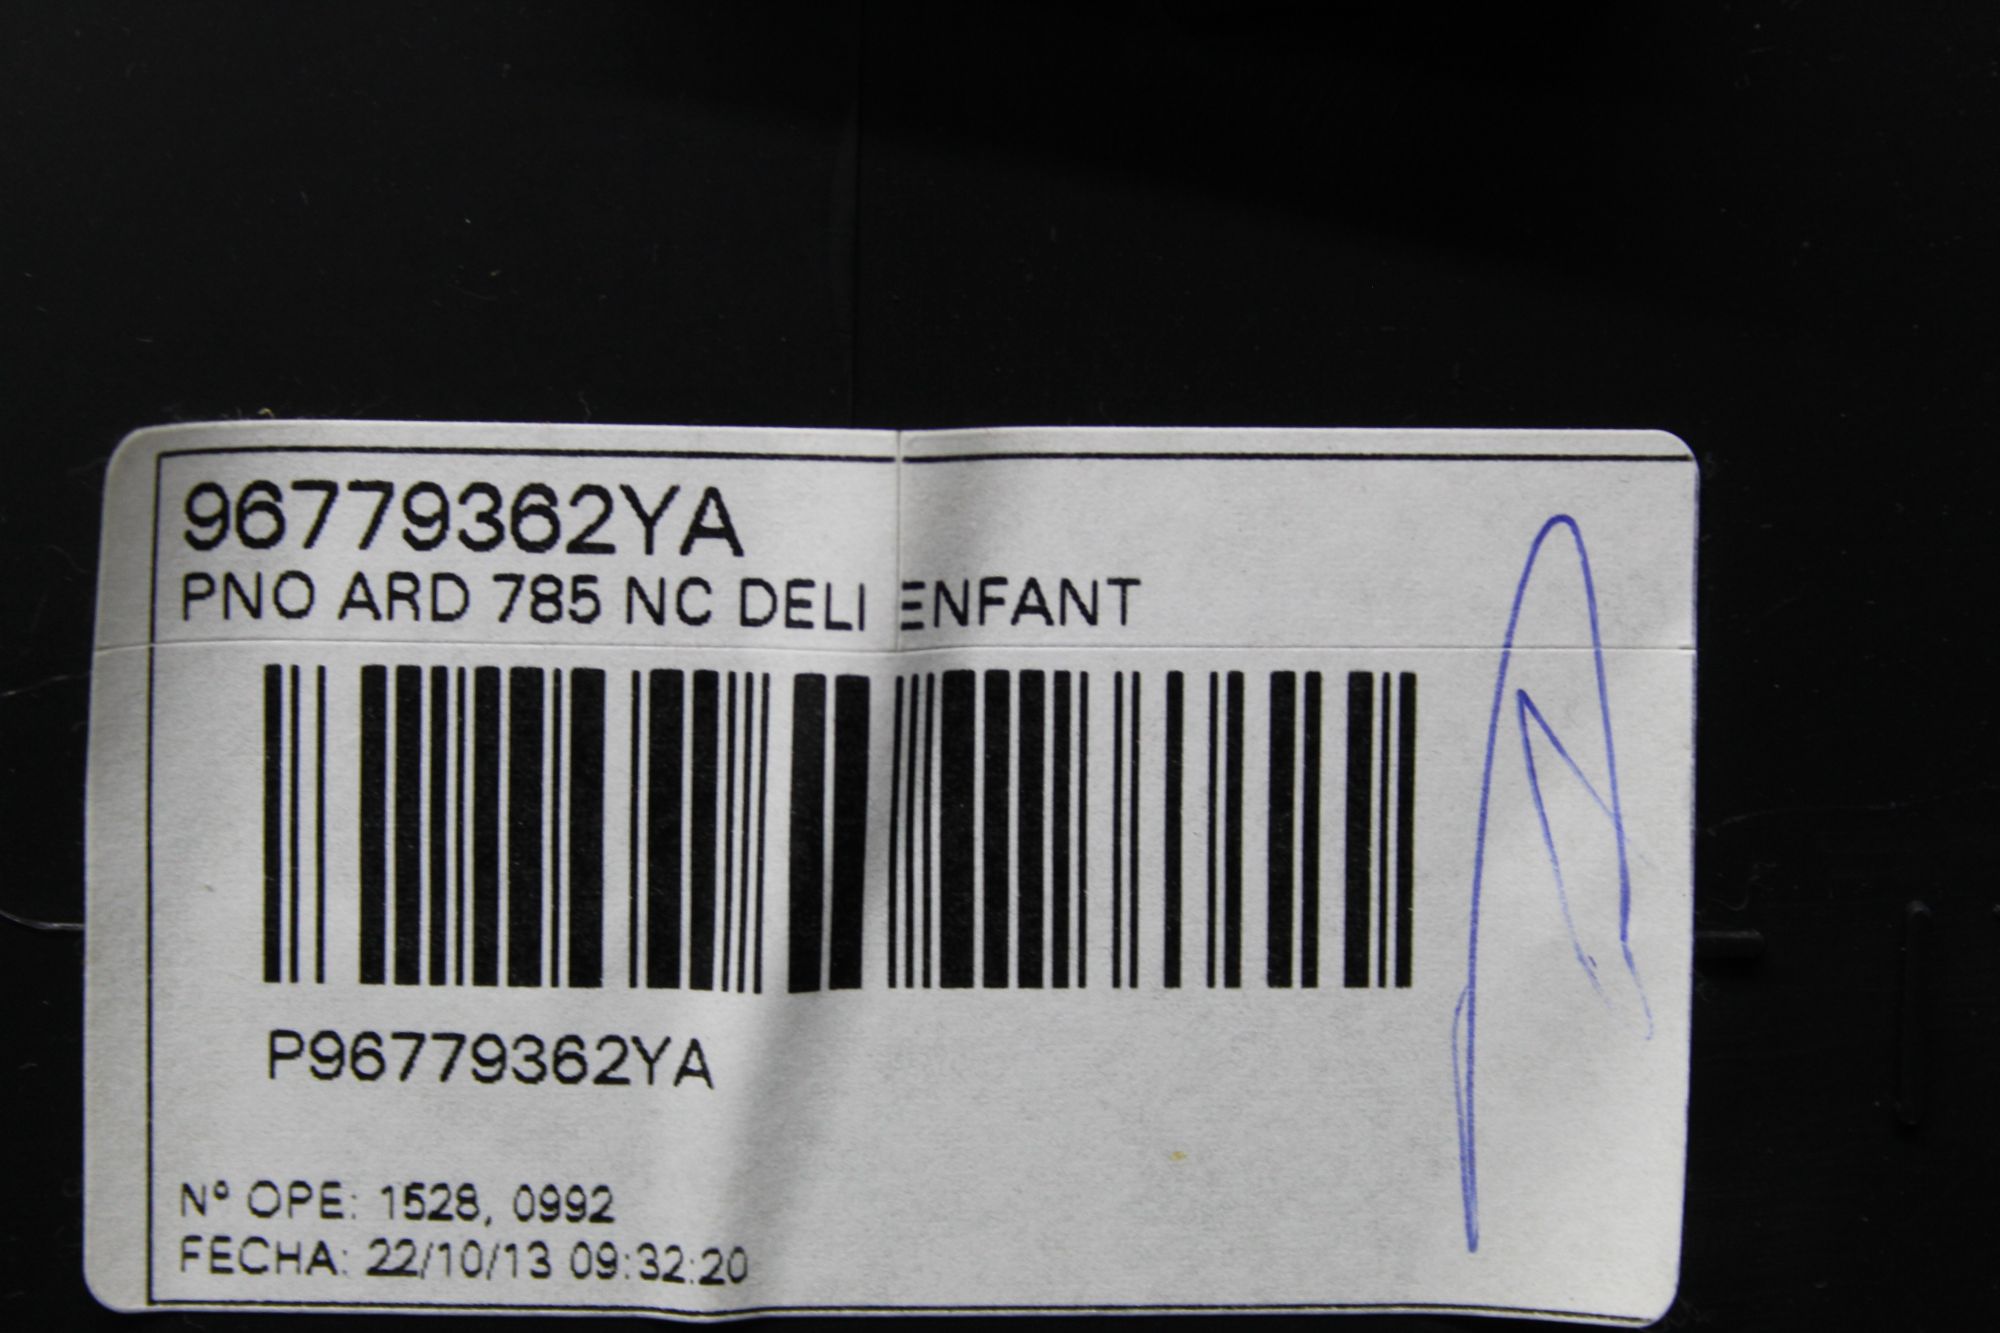 96779362YA
PNO ARD 785 NC DELI ENFANT
P96779362YA
Nº OPE: 1528, 0992
FECHA: 22/10/13 09:32:20